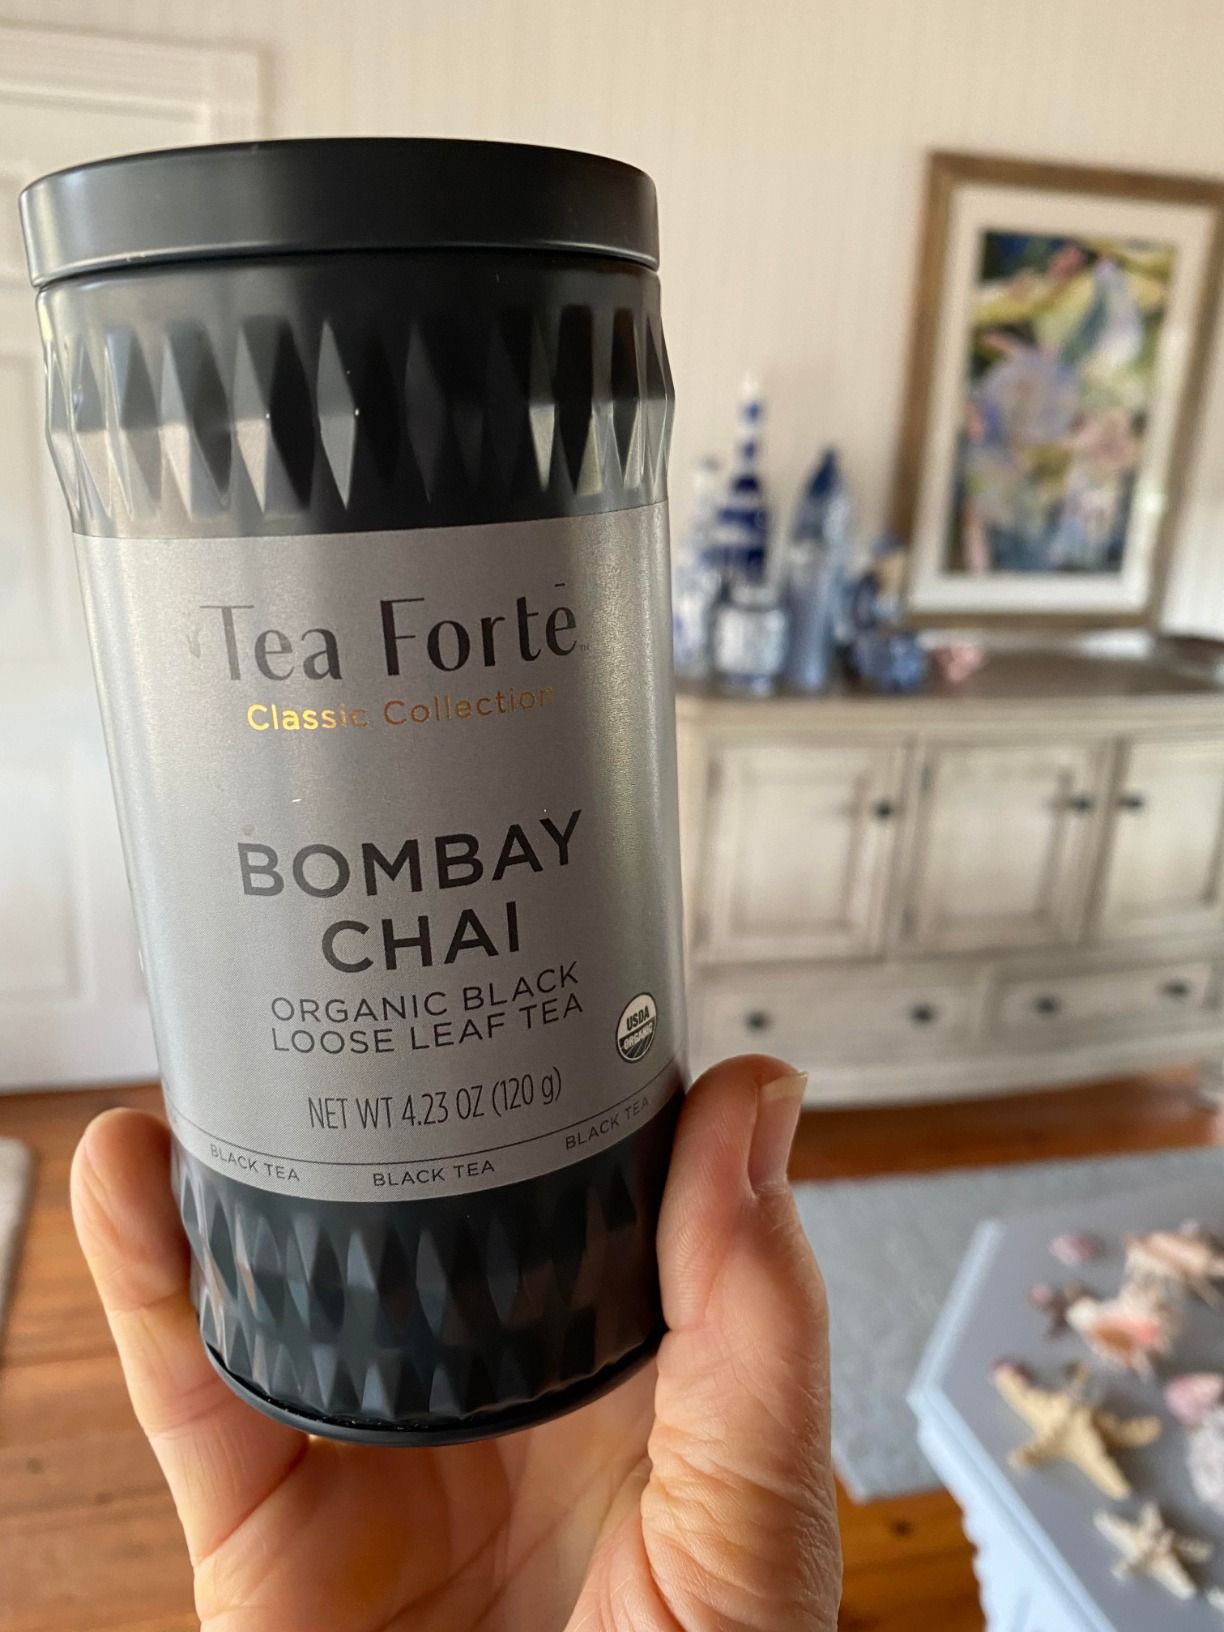 Tea Fortē™
Classic Collection
BOMBAY
CHAI
ORGANIC BLACK
LOOSE LEAF TEA
USDA
ORGANIC
NET WT 4.23 OZ (120 g)
BLACK TEA BLACK TEA BLACK TEA